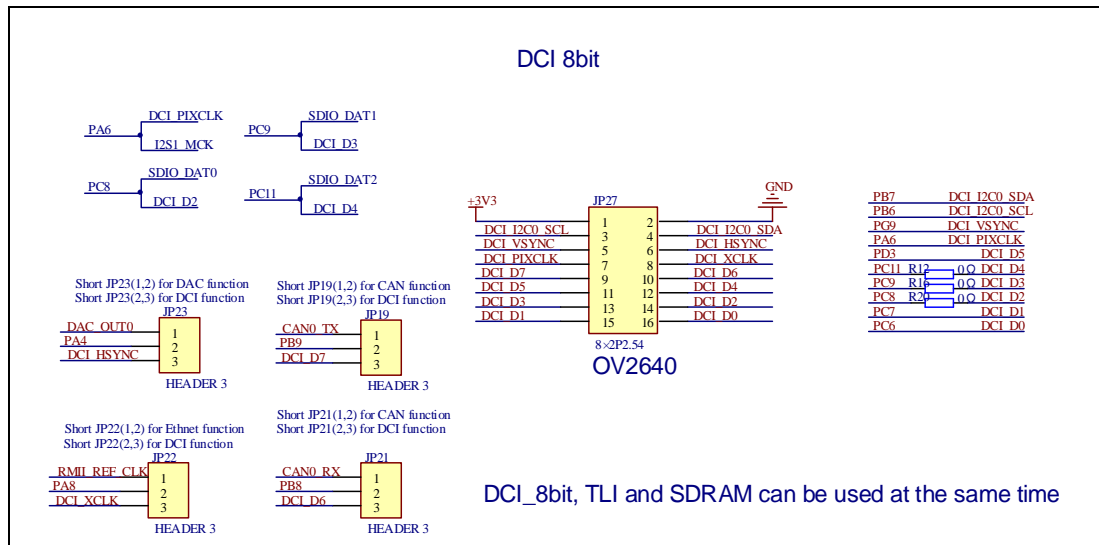 DCI 8bit
PA6
DCI_PIXCLK
I2S1_MCK
PC9
SDIO_DAT1
DCI_D3
PC8
SDIO_DAT0
DCI_D2
PC11
SDIO_DAT2
DCI_D4
+3V3
JP27
GND
1 2
DCI_I2C0_SCL 3 4 DCI_I2C0_SDA
DCI_VSYNC 5 6 DCI_HSYNC
DCI_PIXCLK 7 8 DCI_XCLK
DCI_D7 9 10 DCI_D6
DCI_D5 11 12 DCI_D4
DCI_D3 13 14 DCI_D2
DCI_D1 15 16 DCI_D0
8×2P2.54
OV2640
PB7 DCI_I2C0_SDA
PB6 DCI_I2C0_SCL
PG9 DCI_VSYNC
PA6 DCI_PIXCLK
PD3 DCI_D5
PC11 R12 0Ω DCI_D4
PC9 R16 0Ω DCI_D3
PC8 R20 0Ω DCI_D2
PC7 DCI_D1
PC6 DCI_D0
Short JP23(1,2) for DAC function
Short JP23(2,3) for DCI function
JP23
DAC_OUT0 1
PA4 2
DCI_HSYNC 3
HEADER 3
Short JP19(1,2) for CAN function
Short JP19(2,3) for DCI function
JP19
CAN0_TX 1
PB9 2
DCI_D7 3
HEADER 3
Short JP22(1,2) for Ethnet function
Short JP22(2,3) for DCI function
JP22
RMII_REF_CLK 1
PA8 2
DCI_XCLK 3
HEADER 3
Short JP21(1,2) for CAN function
Short JP21(2,3) for DCI function
JP21
CAN0_RX 1
PB8 2
DCI_D6 3
HEADER 3
DCI_8bit, TLI and SDRAM can be used at the same time